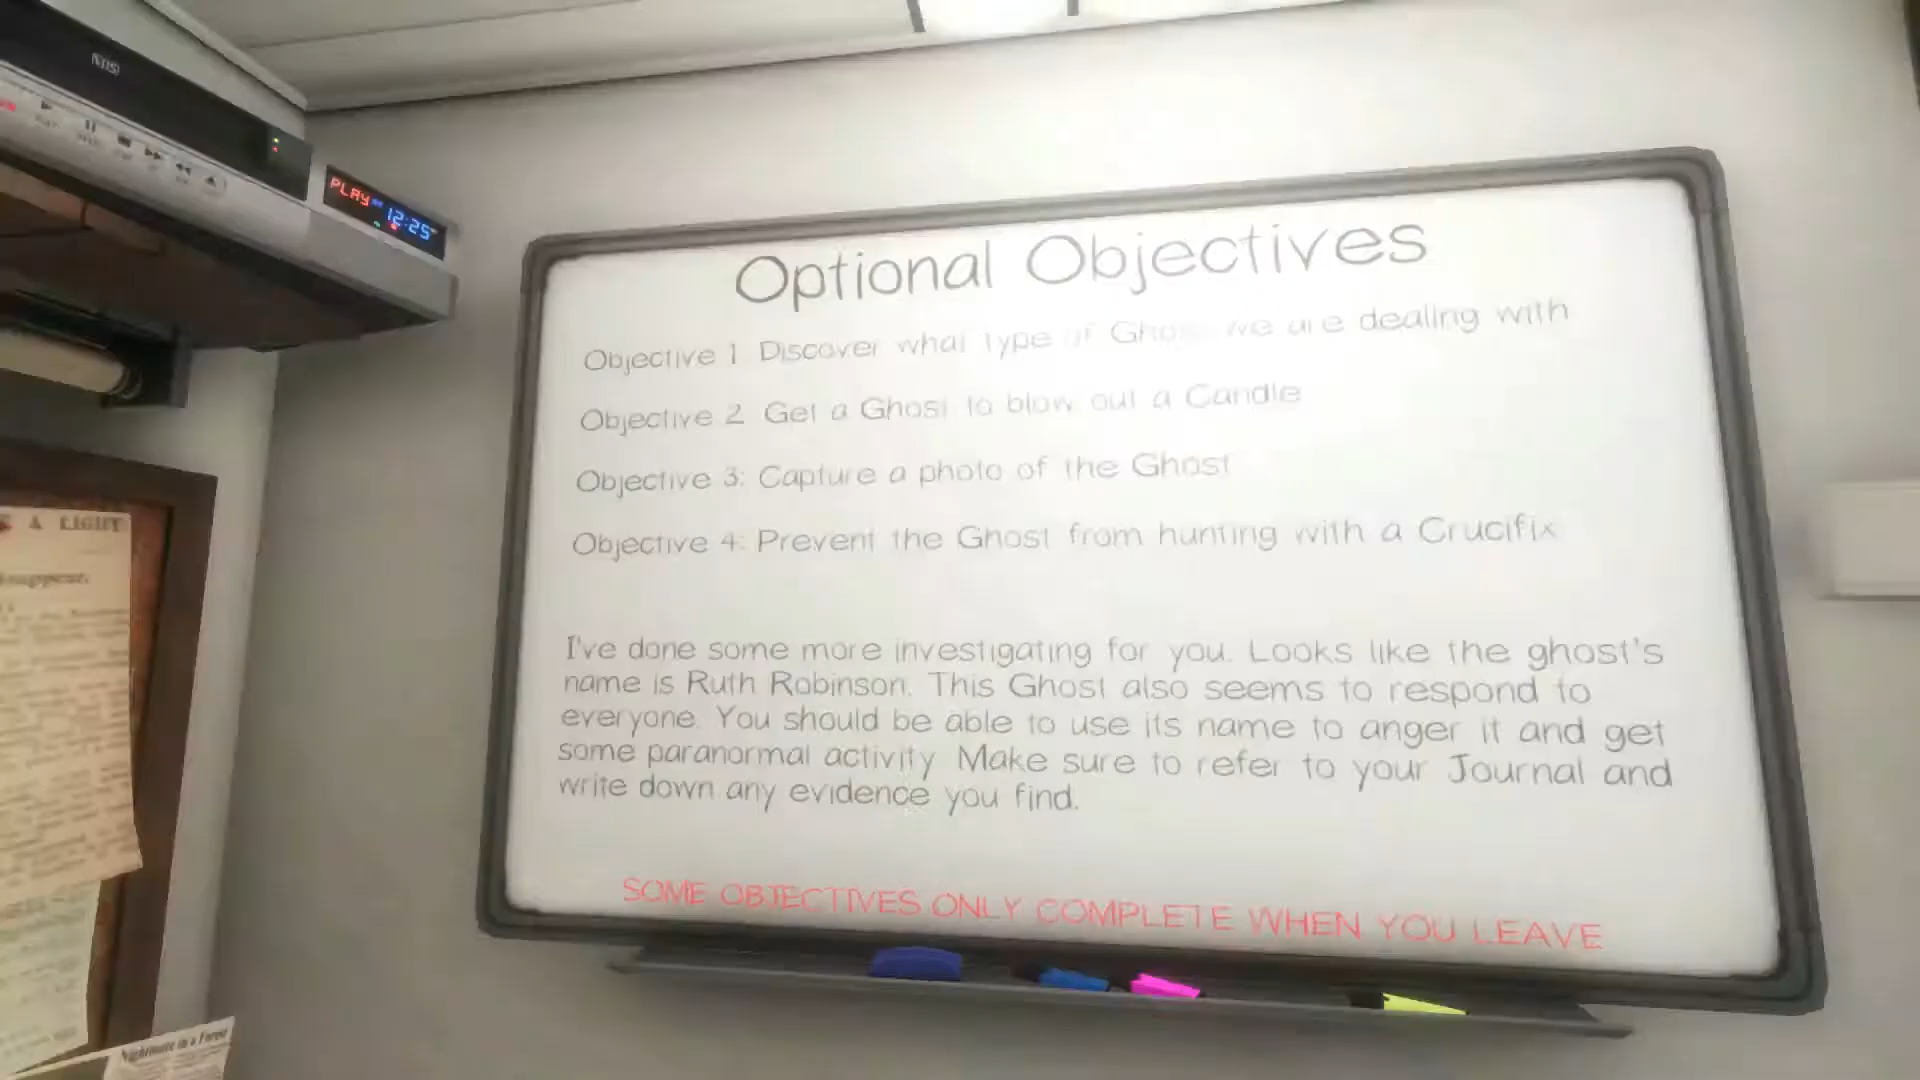 PLAY 12:25
A LIGHT
Optional Objectives
Objective 1 Discover what type of Ghost we are dealing with
Objective 2 Get a Ghost to blow out a Candle
Objective 3: Capture a photo of the Ghost
Objective 4: Prevent the Ghost from hunting with a Crucifix
I've done some more investigating for you. Looks like the ghost's
name is Ruth Robinson. This Ghost also seems to respond to
everyone. You should be able to use its name to anger it and get
some paranormal activity. Make sure to refer to your Journal and
write down any evidence you find.
SOME OBJECTIVES ONLY COMPLETE WHEN YOU LEAVE
Nightmare in a Forest